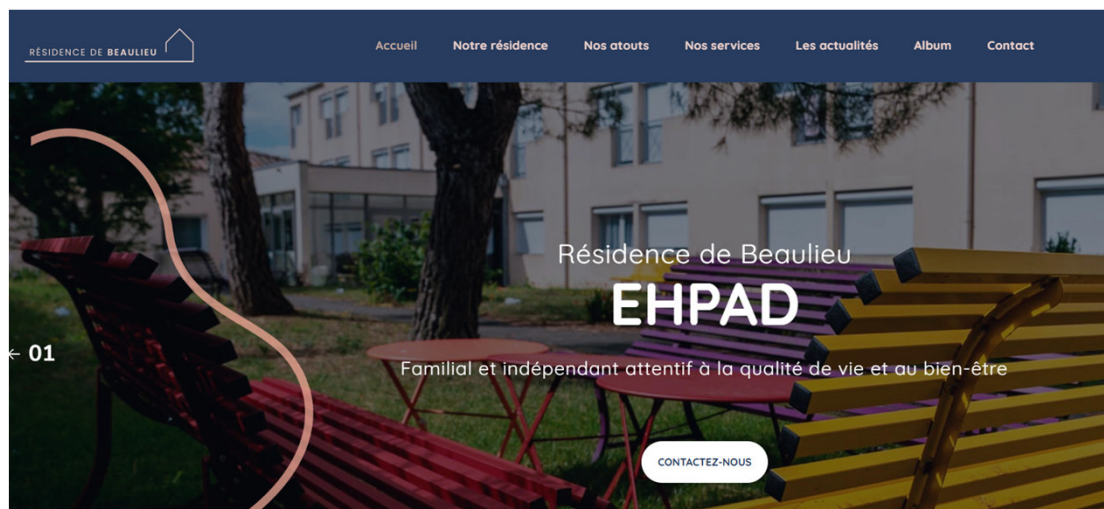 RÉSIDENCE DE BEAULIEU
Accueil Notre résidence Nos atouts Nos services Les actualités Album Contact
Résidence de Beaulieu
EHPAD
← 01
Familial et indépendant attentif à la qualité de vie et au bien-être
CONTACTEZ-NOUS